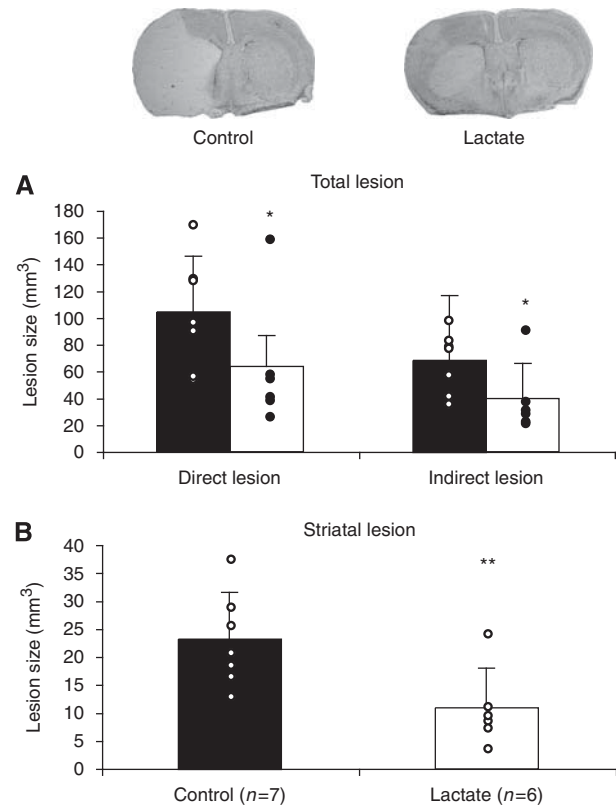 Control
Lactate
A
Total lesion
Lesion size (mm³)
180
160
140
120
100
80
60
40
20
0
*
*
Direct lesion
Indirect lesion
B
Striatal lesion
Lesion size (mm³)
40
35
30
25
20
15
10
5
0
**
Control (n=7)
Lactate (n=6)